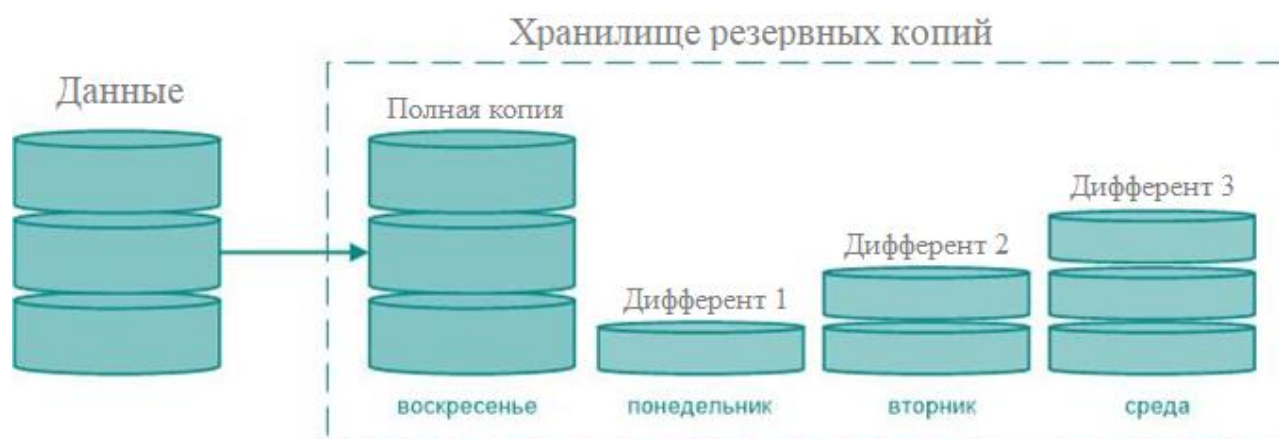 Хранилище резервных копий
Данные
Полная копия
Дифферент 1
Дифферент 2
Дифферент 3
воскресенье
понедельник
вторник
среда